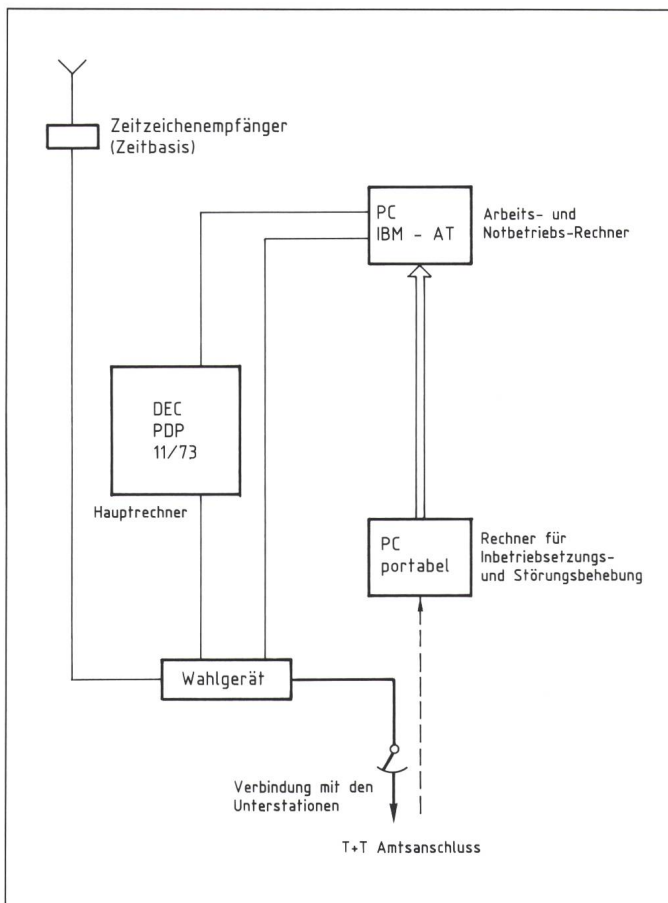 Zeitzeichenempfänger
(Zeitbasis)
PC
IBM - AT
Arbeits- und
Notbetriebs-Rechner
DEC
PDP
11/73
Hauptrechner
PC
portabel
Rechner für
Inbetriebsetzungs-
und Störungsbehebung
Wahlgerät
Verbindung mit den
Unterstationen
T+T Amtsanschluss